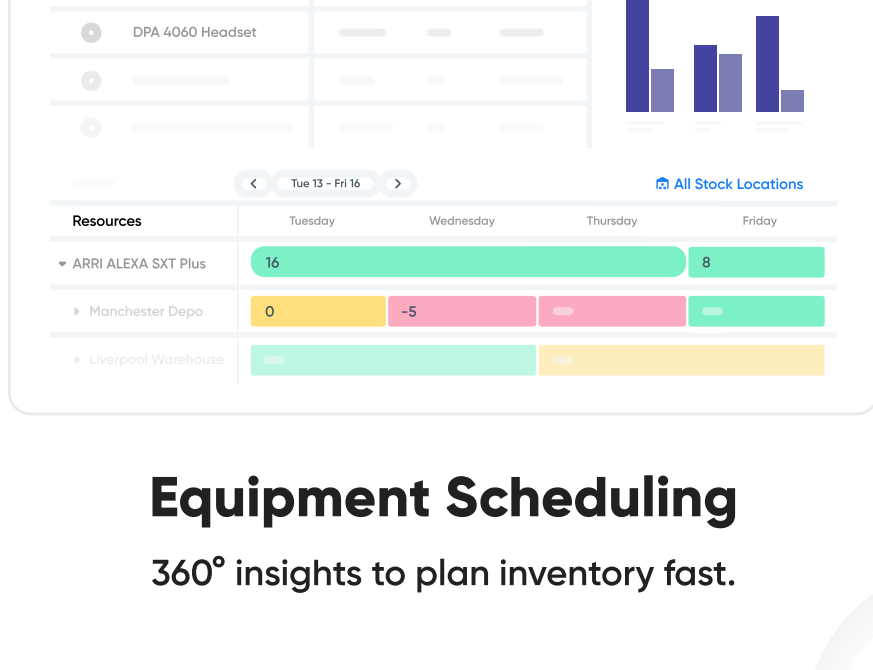 DPA 4060 Headset
Tue 13 - Fri 16
All Stock Locations
Resources
Tuesday
Wednesday
Thursday
Friday
ARRI ALEXA SXT Plus
16
8
Manchester Depo
0
-5
Liverpool Warehouse
Equipment Scheduling
360° insights to plan inventory fast.